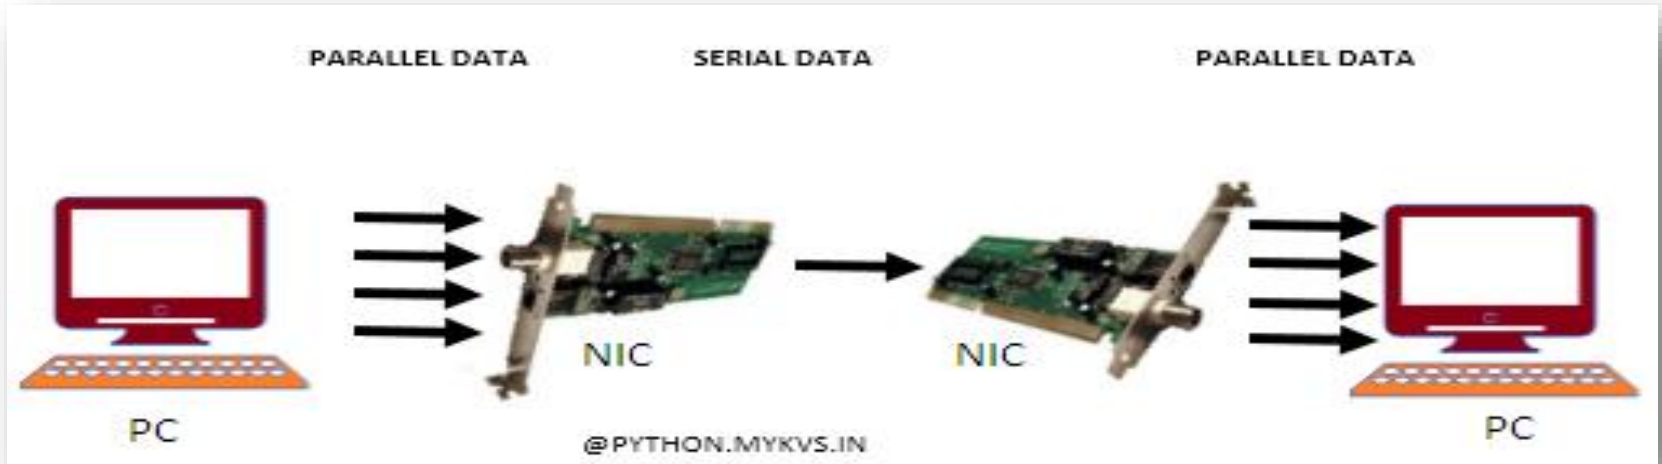 PARALLEL DATA SERIAL DATA PARALLEL DATA
NIC NIC
PC PC
@PYTHON.MYKVS.IN